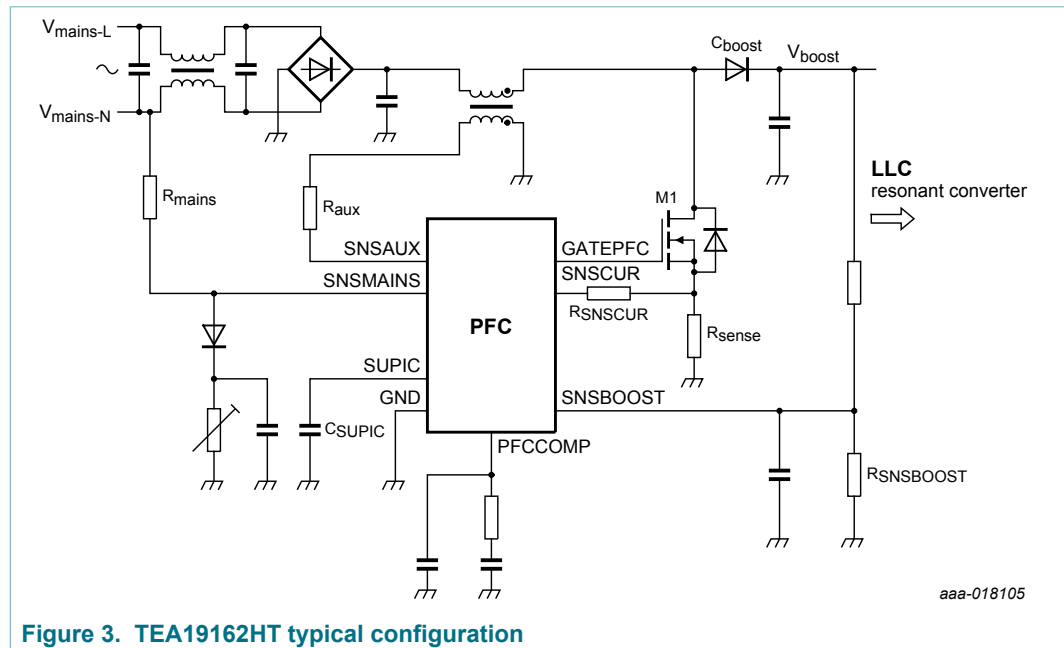 Vmains-L
Cboost
Vboost
Vmains-N
LLC
resonant converter
Rmains
Raux
M1
SNSAUX
GATEPFC
SNSMAINS
SNSCUR
RSNSCUR
PFC
Rsense
SUPIC
GND
SNSBOOST
CSUPIC
PFCCOMP
RSNSBOOST
aaa-018105
Figure 3. TEA19162HT typical configuration